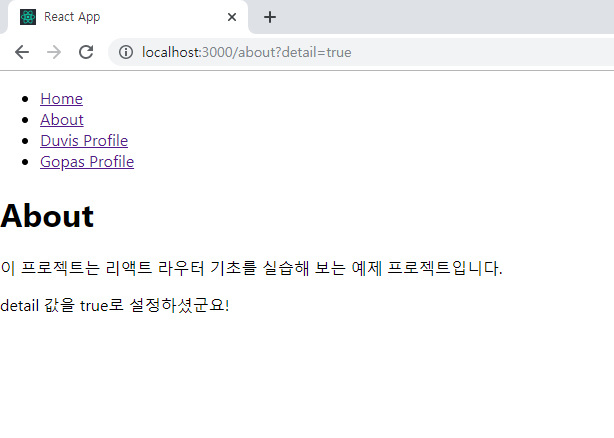 React App
localhost:3000/about?detail=true
Home
About
Duvis Profile
Gopas Profile
About
이 프로젝트는 리액트 라우터 기초를 실습해 보는 예제 프로젝트입니다.
detail 값을 true로 설정하셨군요!